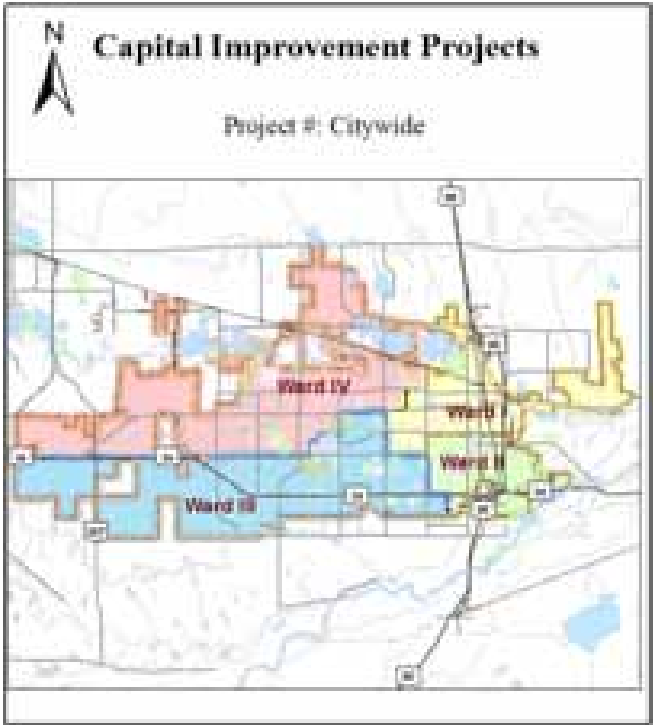 N
Capital Improvement Projects
Project #: Citywide
Ward IV
Ward I
Ward II
Ward III